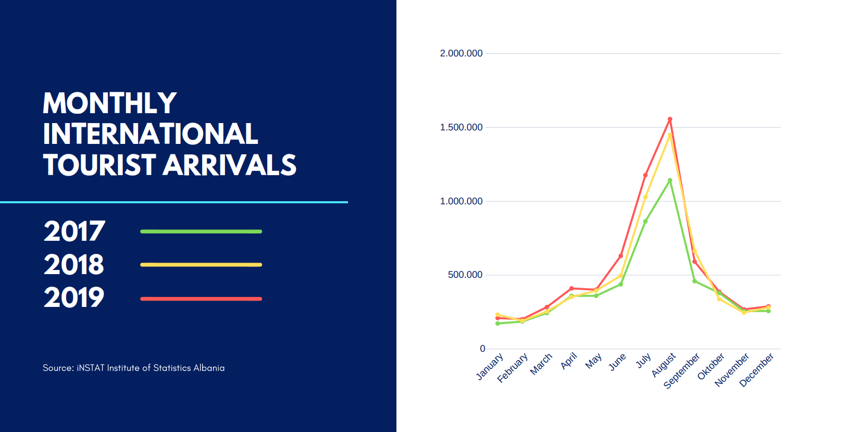 MONTHLY
INTERNATIONAL
TOURIST ARRIVALS
2017
2018
2019
Source: iNSTAT Institute of Statistics Albania
2.000.000
1.500.000
1.000.000
500.000
0
January
February
March
April
May
June
July
August
September
Oktober
November
December